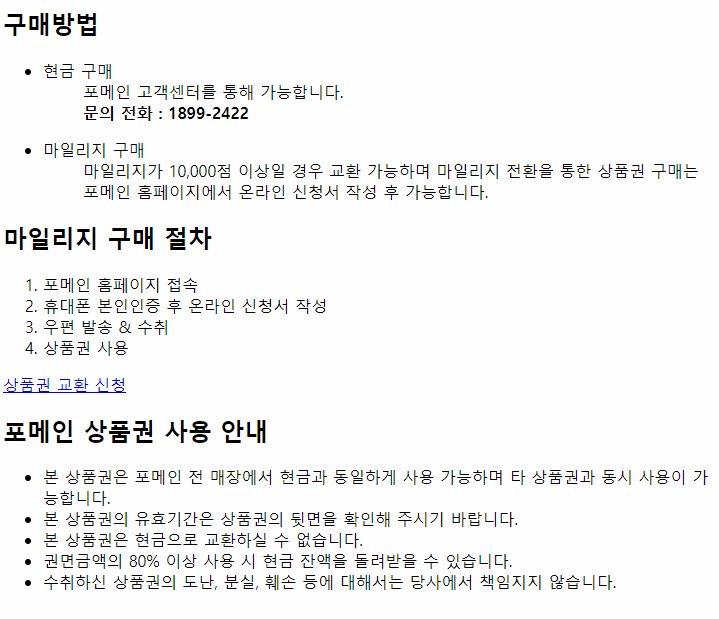 구매방법
현금 구매
포메인 고객센터를 통해 가능합니다.
문의 전화 : 1899-2422
마일리지 구매
마일리지가 10,000점 이상일 경우 교환 가능하며 마일리지 전환을 통한 상품권 구매는
포메인 홈페이지에서 온라인 신청서 작성 후 가능합니다.
마일리지 구매 절차
1. 포메인 홈페이지 접속
2. 휴대폰 본인인증 후 온라인 신청서 작성
3. 우편 발송 & 수취
4. 상품권 사용
상품권 교환 신청
포메인 상품권 사용 안내
본 상품권은 포메인 전 매장에서 현금과 동일하게 사용 가능하며 타 상품권과 동시 사용이 가
능합니다.
본 상품권의 유효기간은 상품권의 뒷면을 확인해 주시기 바랍니다.
본 상품권은 현금으로 교환하실 수 없습니다.
권면금액의 80% 이상 사용 시 현금 잔액을 돌려받을 수 있습니다.
수취하신 상품권의 도난, 분실, 훼손 등에 대해서는 당사에서 책임지지 않습니다.